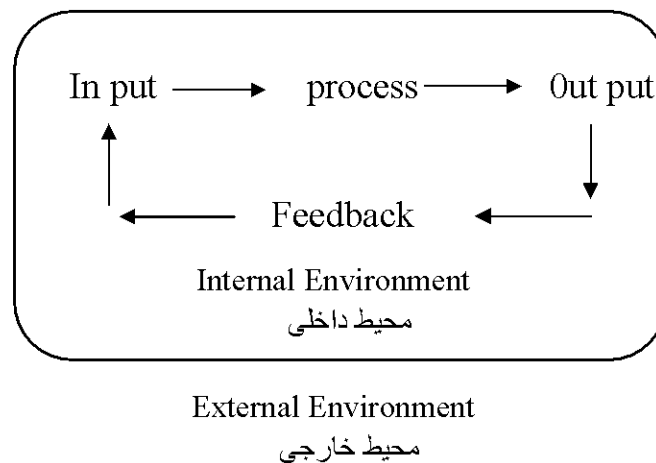 In put process 0ut put
Feedback
Internal Environment
محیط داخلی
External Environment
محیط خارجی